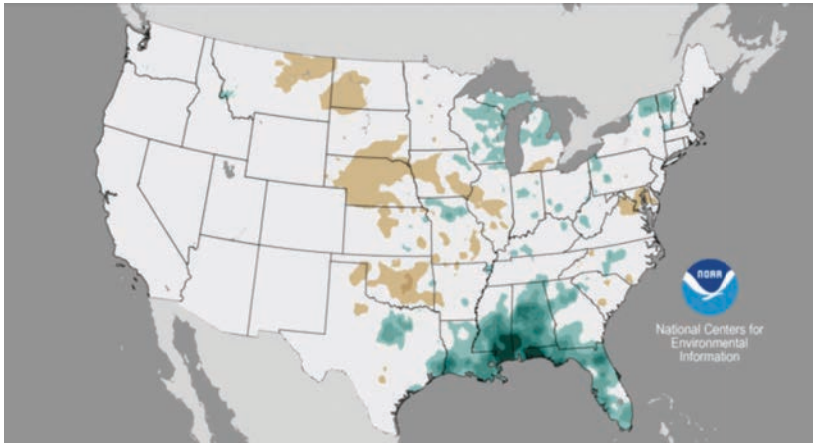 NOAA
National Centers for
Environmental
Information